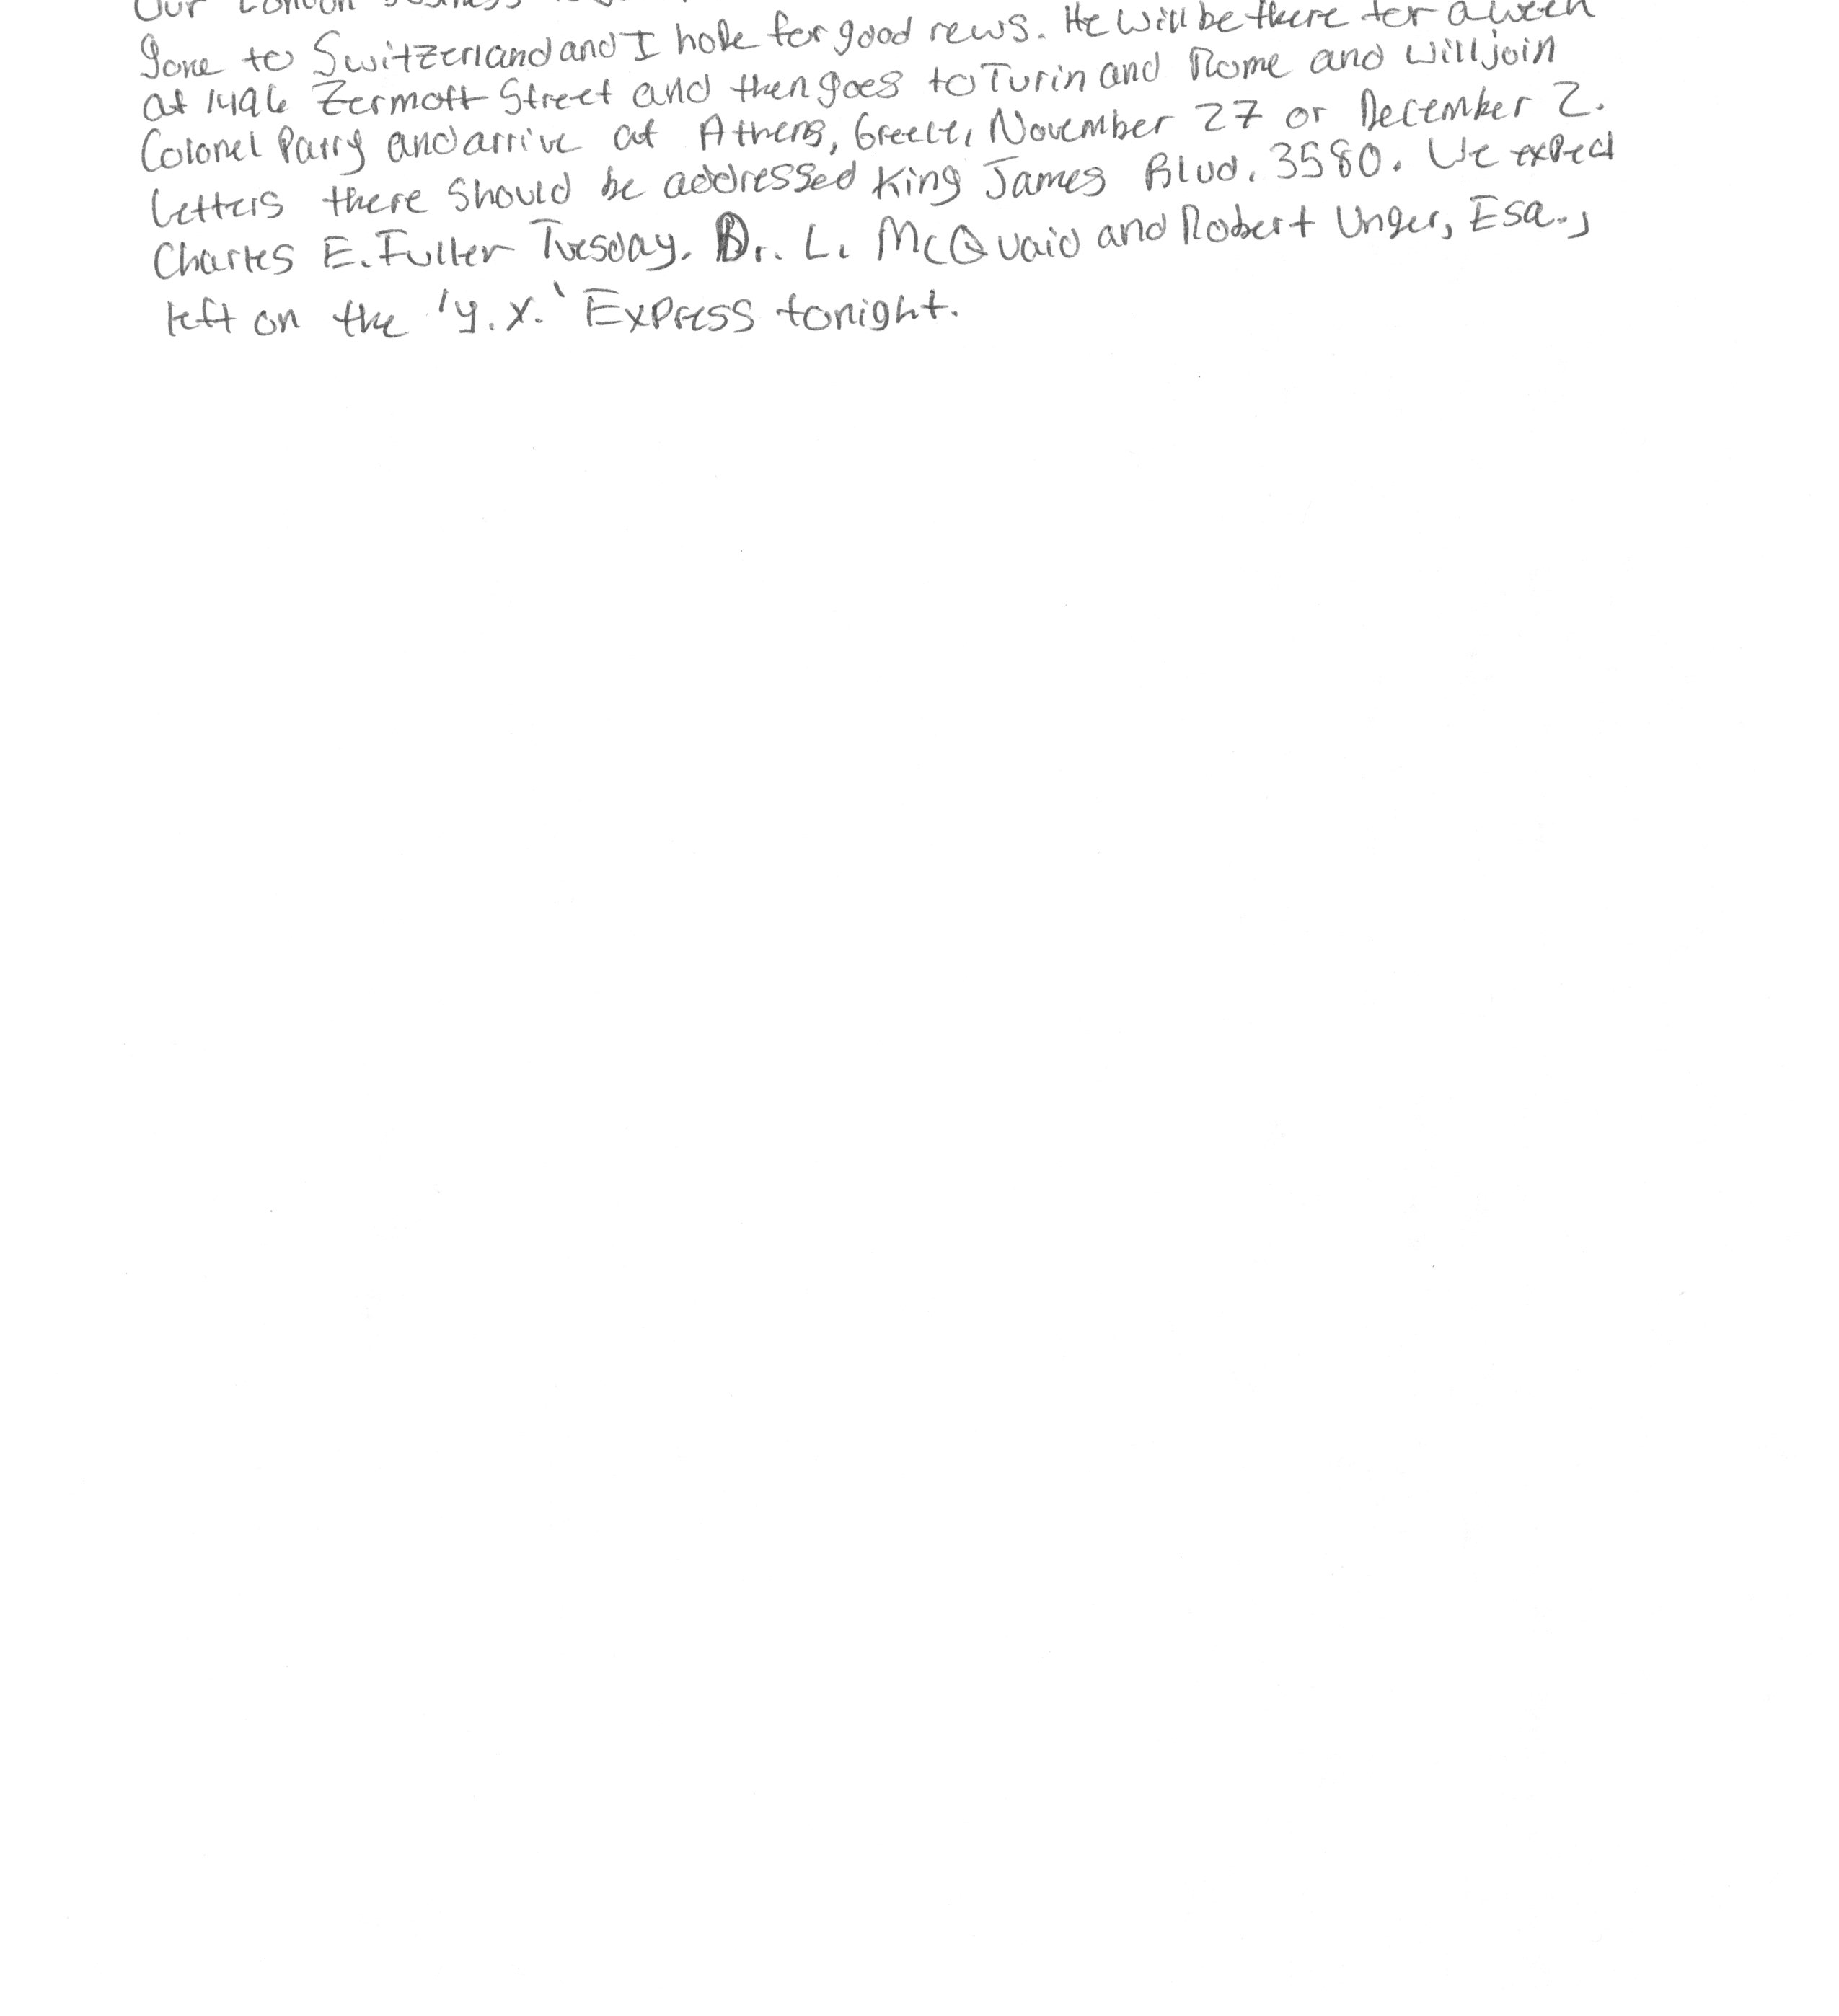 Our London business
gone to Switzerland and I hope for good news. He will be there for a week
at 1496 Zermott Street and then goes to Turin and Rome and will join
Colonel Parry and arrive at Athens, Greece, November 27 or December 2.
Letters there should be addressed King James Blvd. 3580. We expect
Charles E. Fuller Tuesday. Dr. L. McQuaid and Robert Unger, Esq.,
left on the 'Y.X.' Express tonight.